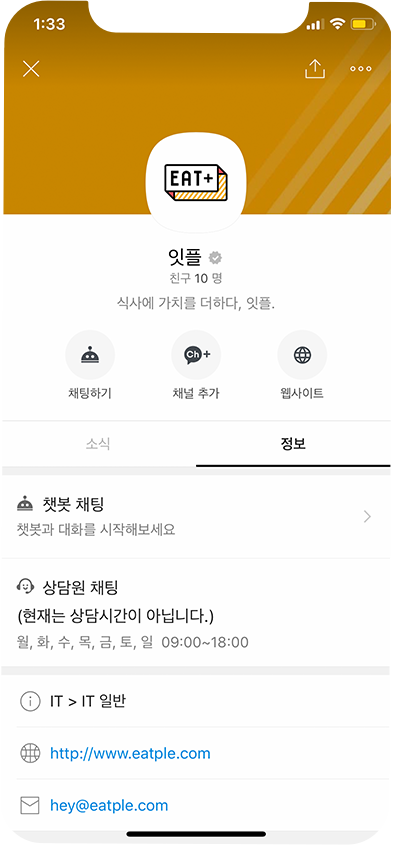 1:33
EAT+
잇플
친구 10 명
식사에 가치를 더하다, 잇플.
채팅하기
Ch+
채널 추가
웹사이트
소식
정보
챗봇 채팅
챗봇과 대화를 시작해보세요
상담원 채팅
(현재는 상담시간이 아닙니다.)
월, 화, 수, 목, 금, 토, 일 09:00~18:00
IT > IT 일반
http://www.eatple.com
hey@eatple.com